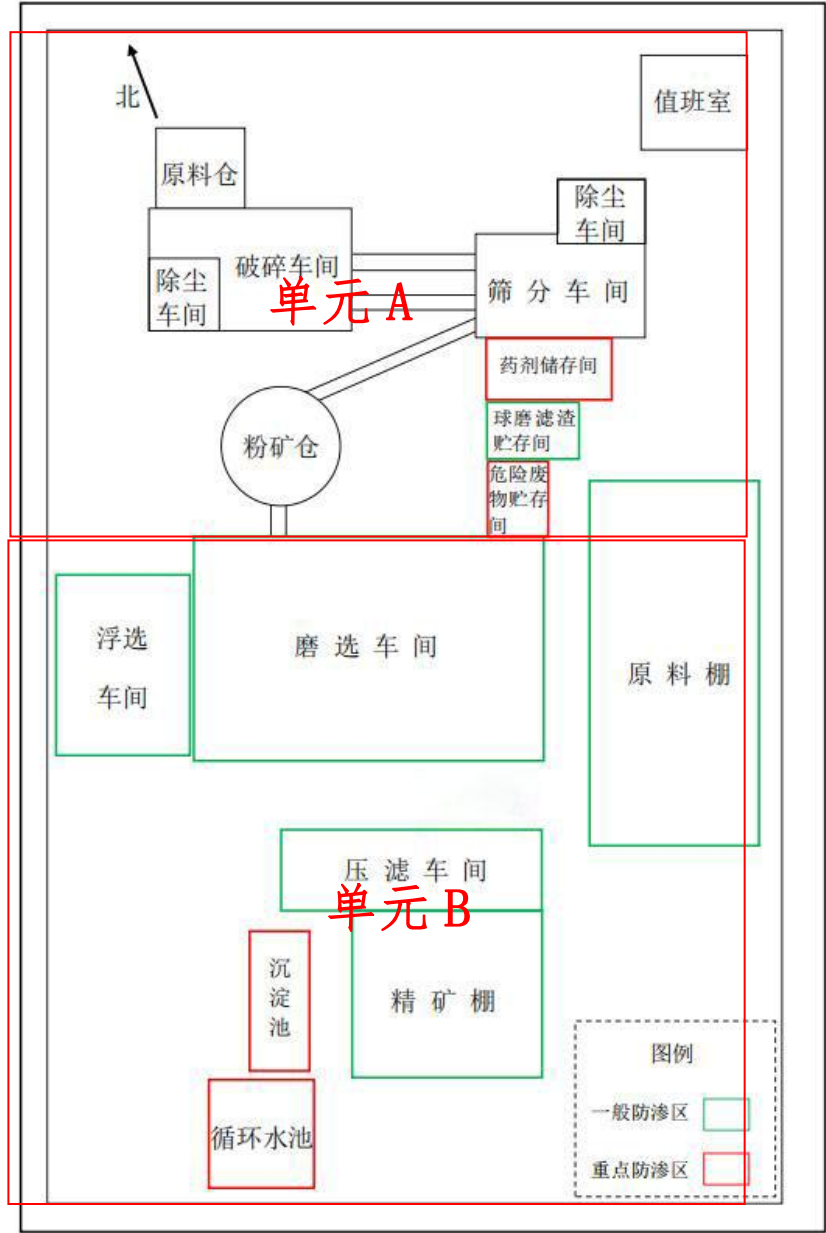 北
值班室
原料仓
除尘
车间
破碎车间
除尘
车间
单元 A
筛分车间
药剂储存间
球磨滤渣
贮存间
粉矿仓
危险废
物贮存
间
浮选
车间
磨选车间
原料棚
压滤车间
单元 B
沉
淀
池
精矿棚
循环水池
图例
一般防渗区
重点防渗区